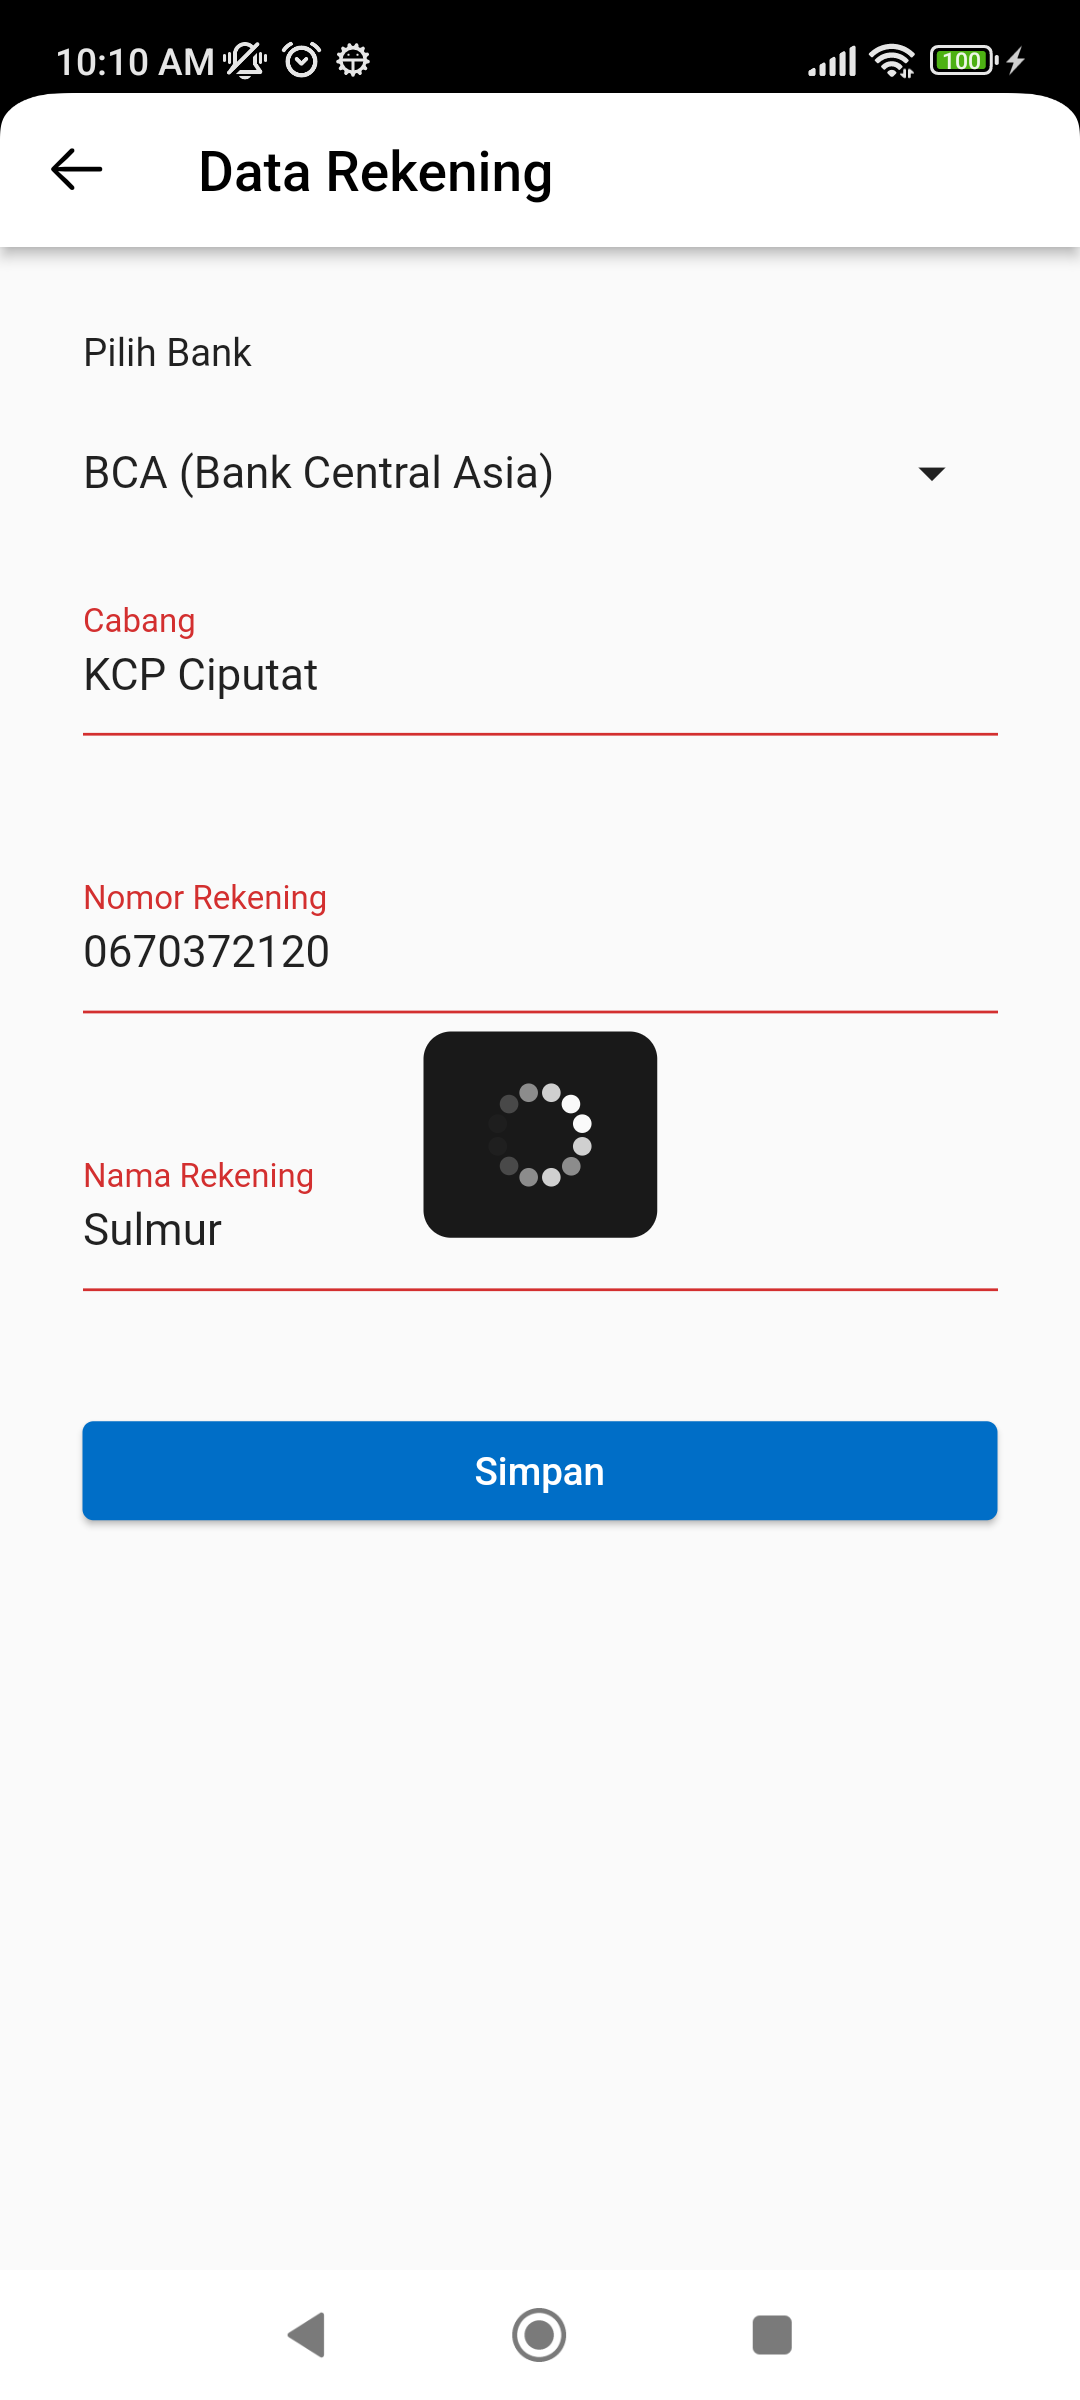 10:10 AM
100
Data Rekening
Pilih Bank
BCA (Bank Central Asia)
Cabang
KCP Ciputat
Nomor Rekening
0670372120
Nama Rekening
Sulmur
Simpan